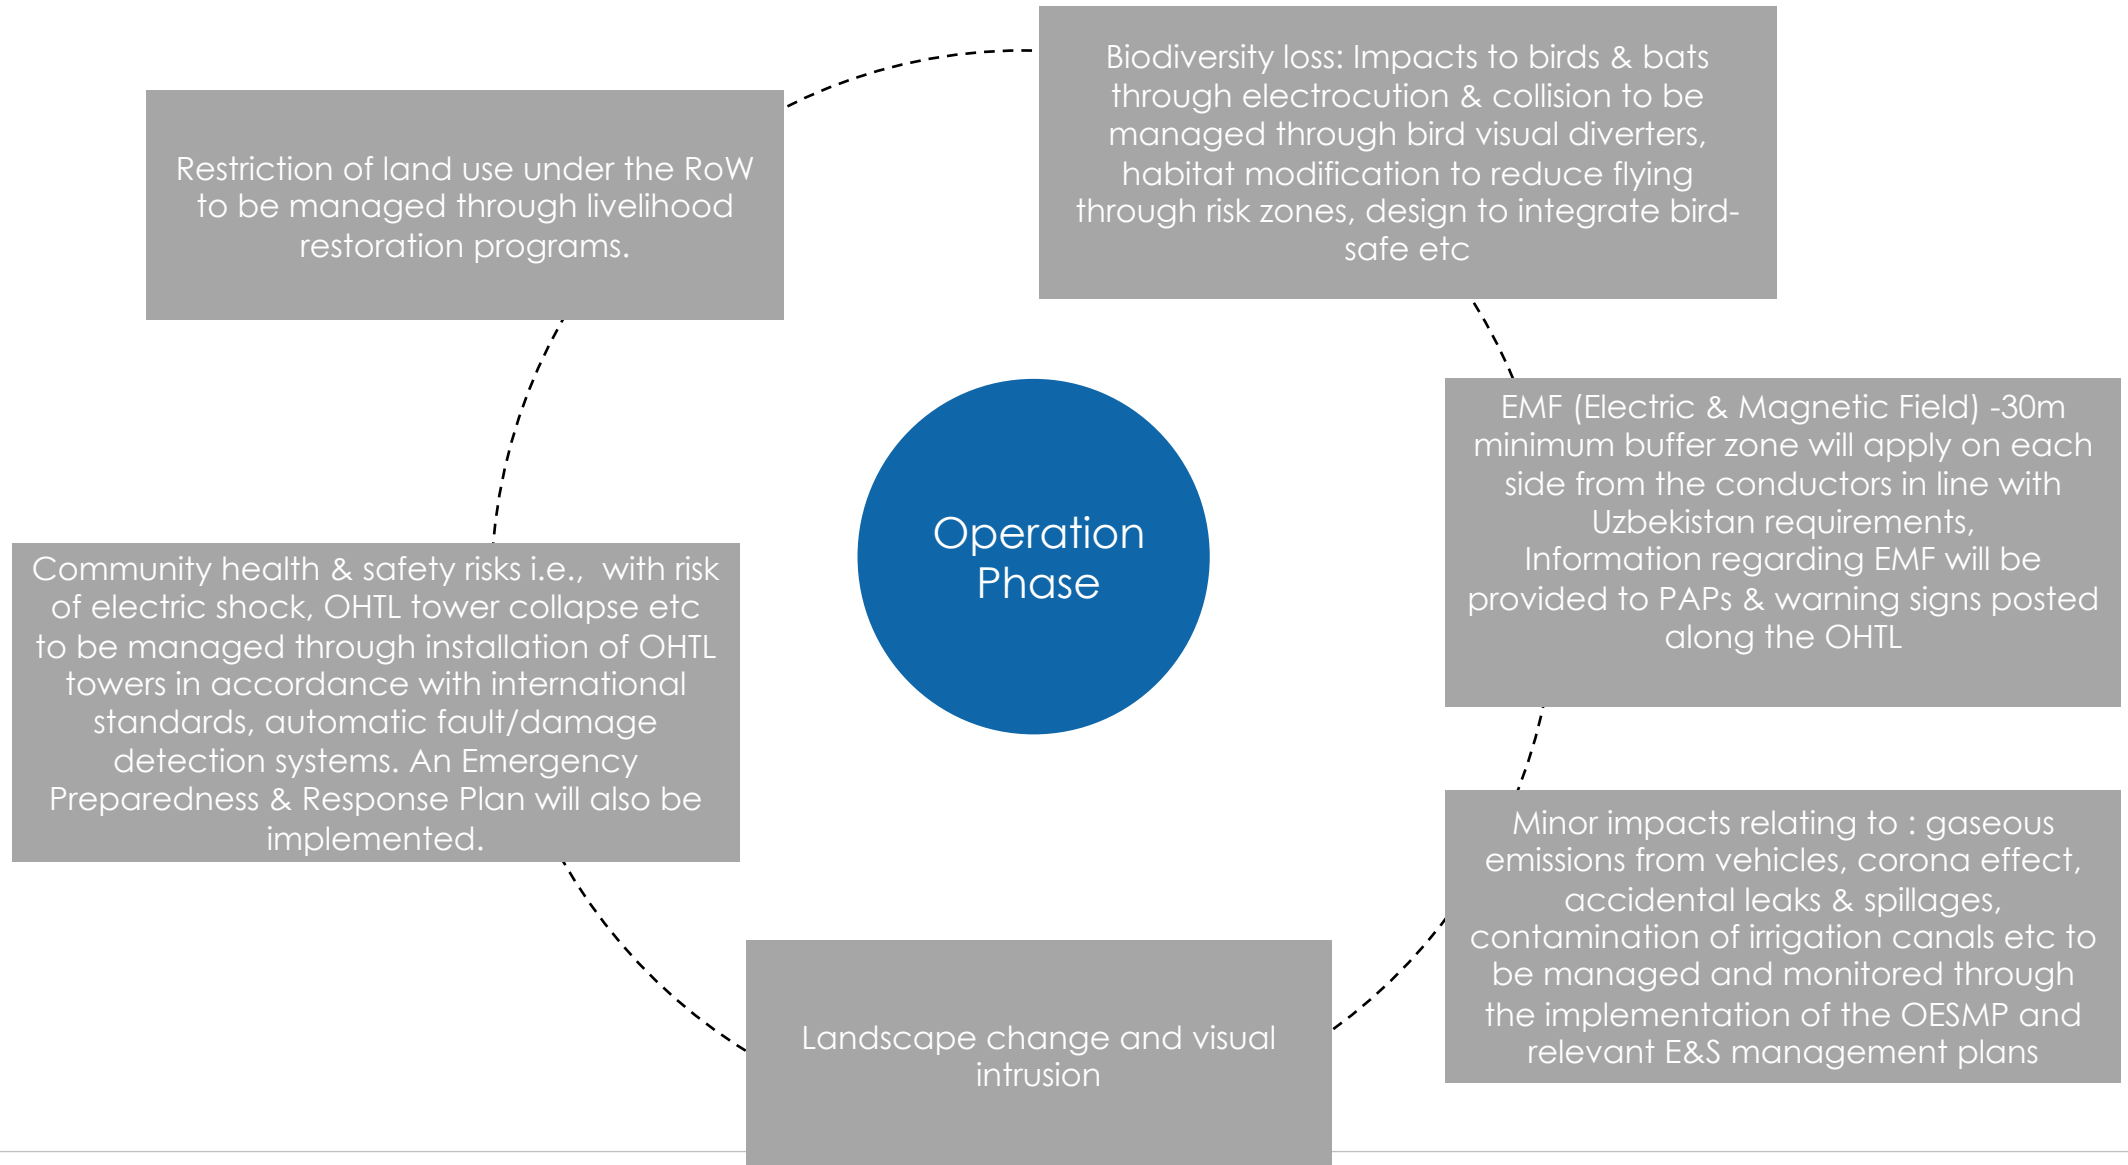 Biodiversity loss: Impacts to birds & bats
through electrocution & collision to be
managed through bird visual diverters,
habitat modification to reduce flying
through risk zones, design to integrate bird-
safe etc
Restriction of land use under the RoW
to be managed through livelihood
restoration programs.
EMF (Electric & Magnetic Field) -30m
minimum buffer zone will apply on each
side from the conductors in line with
Uzbekistan requirements,
Information regarding EMF will be
provided to PAPs & warning signs posted
along the OHTL
Operation
Phase
Community health & safety risks i.e., with risk
of electric shock, OHTL tower collapse etc
to be managed through installation of OHTL
towers in accordance with international
standards, automatic fault/damage
detection systems. An Emergency
Preparedness & Response Plan will also be
implemented.
Minor impacts relating to : gaseous
emissions from vehicles, corona effect,
accidental leaks & spillages,
contamination of irrigation canals etc to
be managed and monitored through
the implementation of the OESMP and
relevant E&S management plans
Landscape change and visual
intrusion